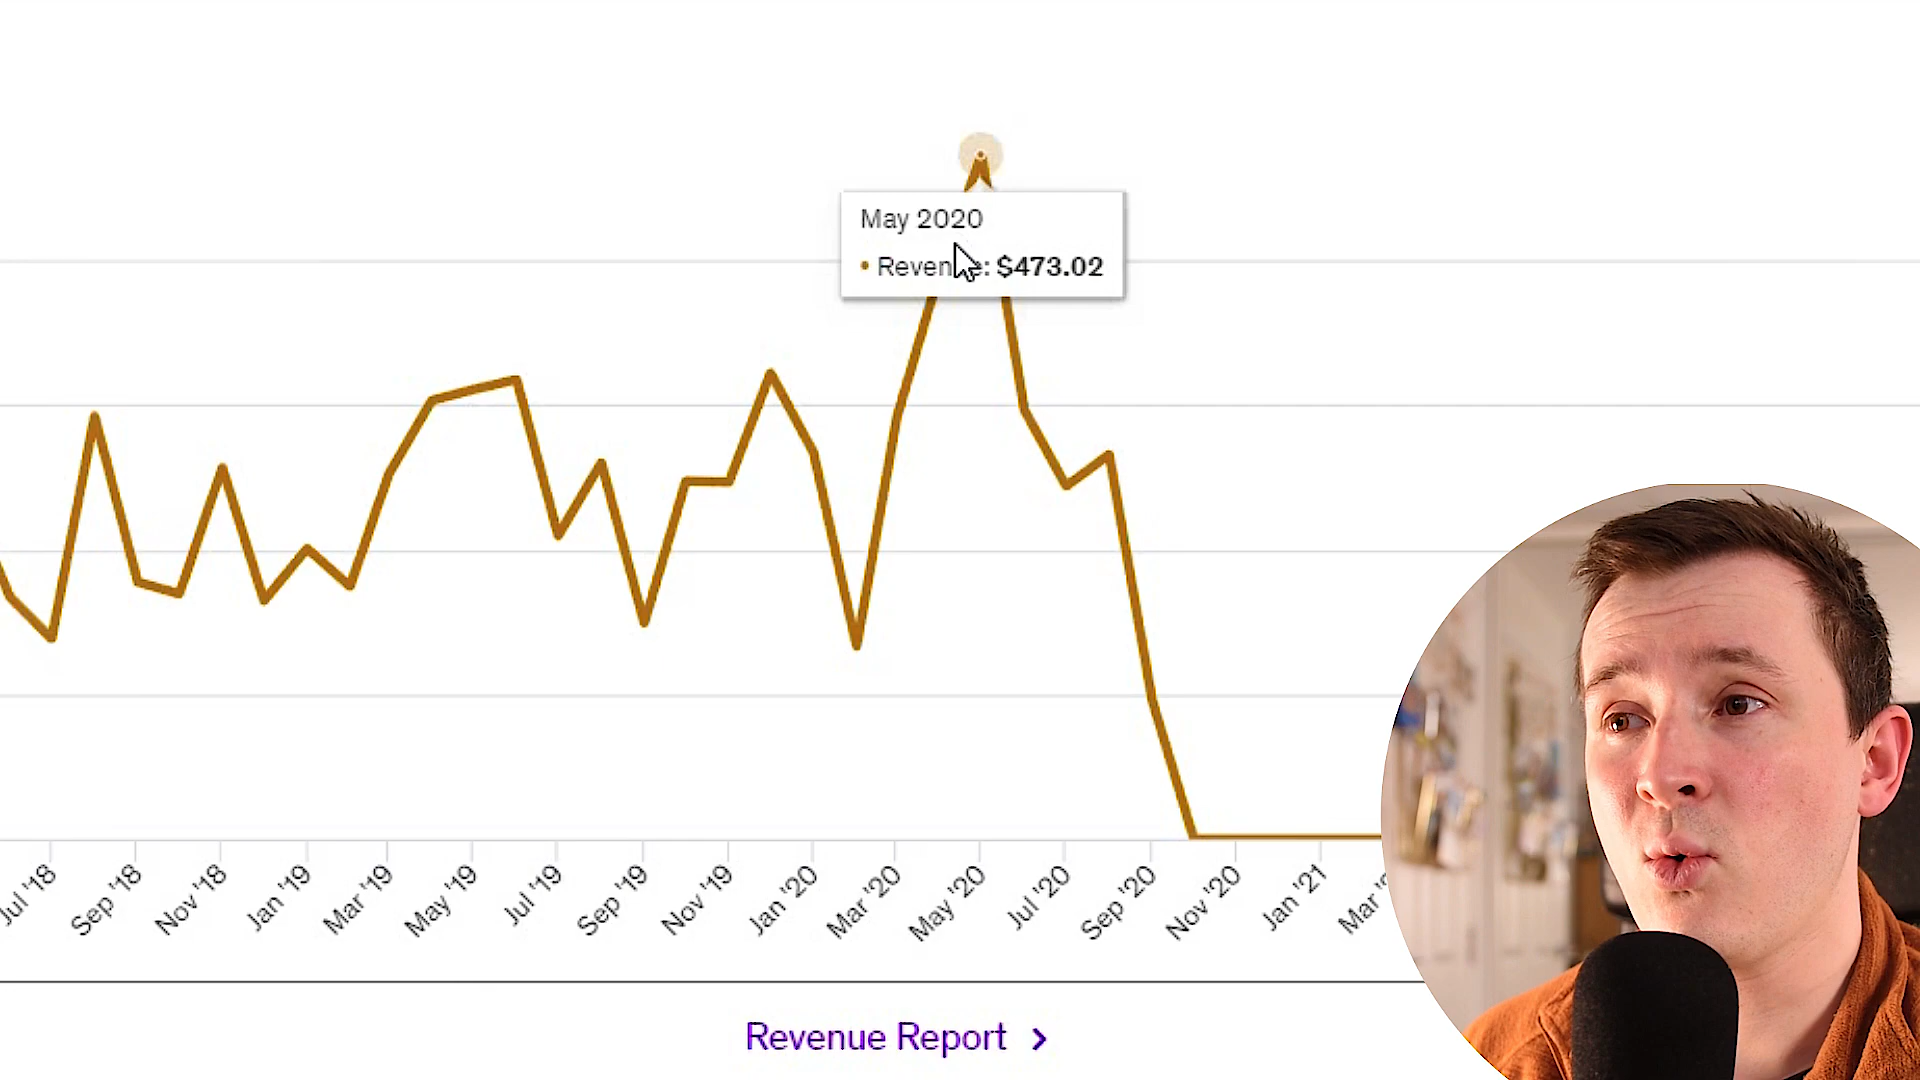 May 2020
• Revenue: $473.02
Jul '18
Sep '18
Nov '18
Jan '19
Mar '19
May '19
Jul '19
Sep '19
Nov '19
Jan '20
Mar '20
May '20
Jul '20
Sep '20
Nov '20
Jan '21
Mar '
Revenue Report >